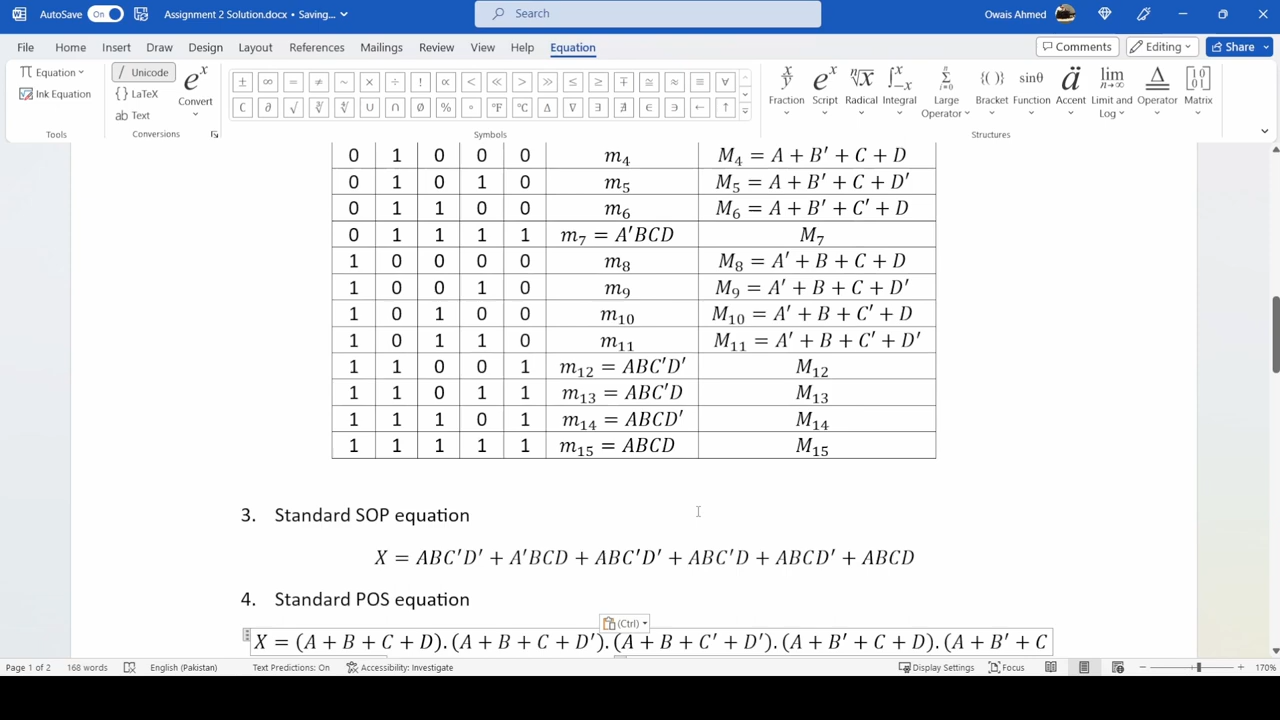 AutoSave On Assignment 2 Solution.docx • Saving... Search Owais Ahmed
File Home Insert Draw Design Layout References Mailings Review View Help Equation Comments Editing Share
Equation Ink Equation
Tools
Unicode LaTeX Text Convert
Conversions
± ∞ = ≠ ~ × ÷ ! ∝ < ≪ > ≫ ≤ ≥ ∓ ≅ ≈ ≡ ∀
∁ ∂ √ ∛ ∜ ∪ ∩ ∅ % ° °F °C ∆ ∇ ∃ ∄ ∈ ∋ ← ↑
Symbols
Fraction Script Radical Integral Large Operator Bracket Function Accent Limit and Log Operator Matrix
Structures
0 1 0 0 0 m₄ M₄ = A + B′ + C + D
0 1 0 1 0 m₅ M₅ = A + B′ + C + D′
0 1 1 0 0 m₆ M₆ = A + B′ + C′ + D
0 1 1 1 1 m₇ = A′BCD M₇
1 0 0 0 0 m₈ M₈ = A′ + B + C + D
1 0 0 1 0 m₉ M₉ = A′ + B + C + D′
1 0 1 0 0 m₁₀ M₁₀ = A′ + B + C′ + D
1 0 1 1 0 m₁₁ M₁₁ = A′ + B + C′ + D′
1 1 0 0 1 m₁₂ = ABC′D′ M₁₂
1 1 0 1 1 m₁₃ = ABC′D M₁₃
1 1 1 0 1 m₁₄ = ABCD′ M₁₄
1 1 1 1 1 m₁₅ = ABCD M₁₅
3. Standard SOP equation
X = ABC′D′ + A′BCD + ABC′D′ + ABC′D + ABCD′ + ABCD
4. Standard POS equation
(Ctrl)
X = (A + B + C + D). (A + B + C + D′). (A + B + C′ + D′). (A + B′ + C + D). (A + B′ + C
Page 1 of 2 168 words English (Pakistan) Text Predictions: On Accessibility: Investigate Display Settings Focus 170%